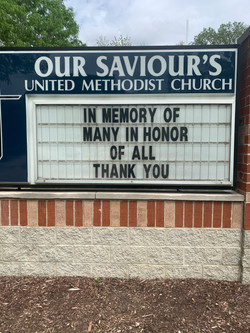 OUR SAVIOUR'S
UNITED METHODIST CHURCH
IN MEMORY OF
MANY IN HONOR
OF ALL
THANK YOU